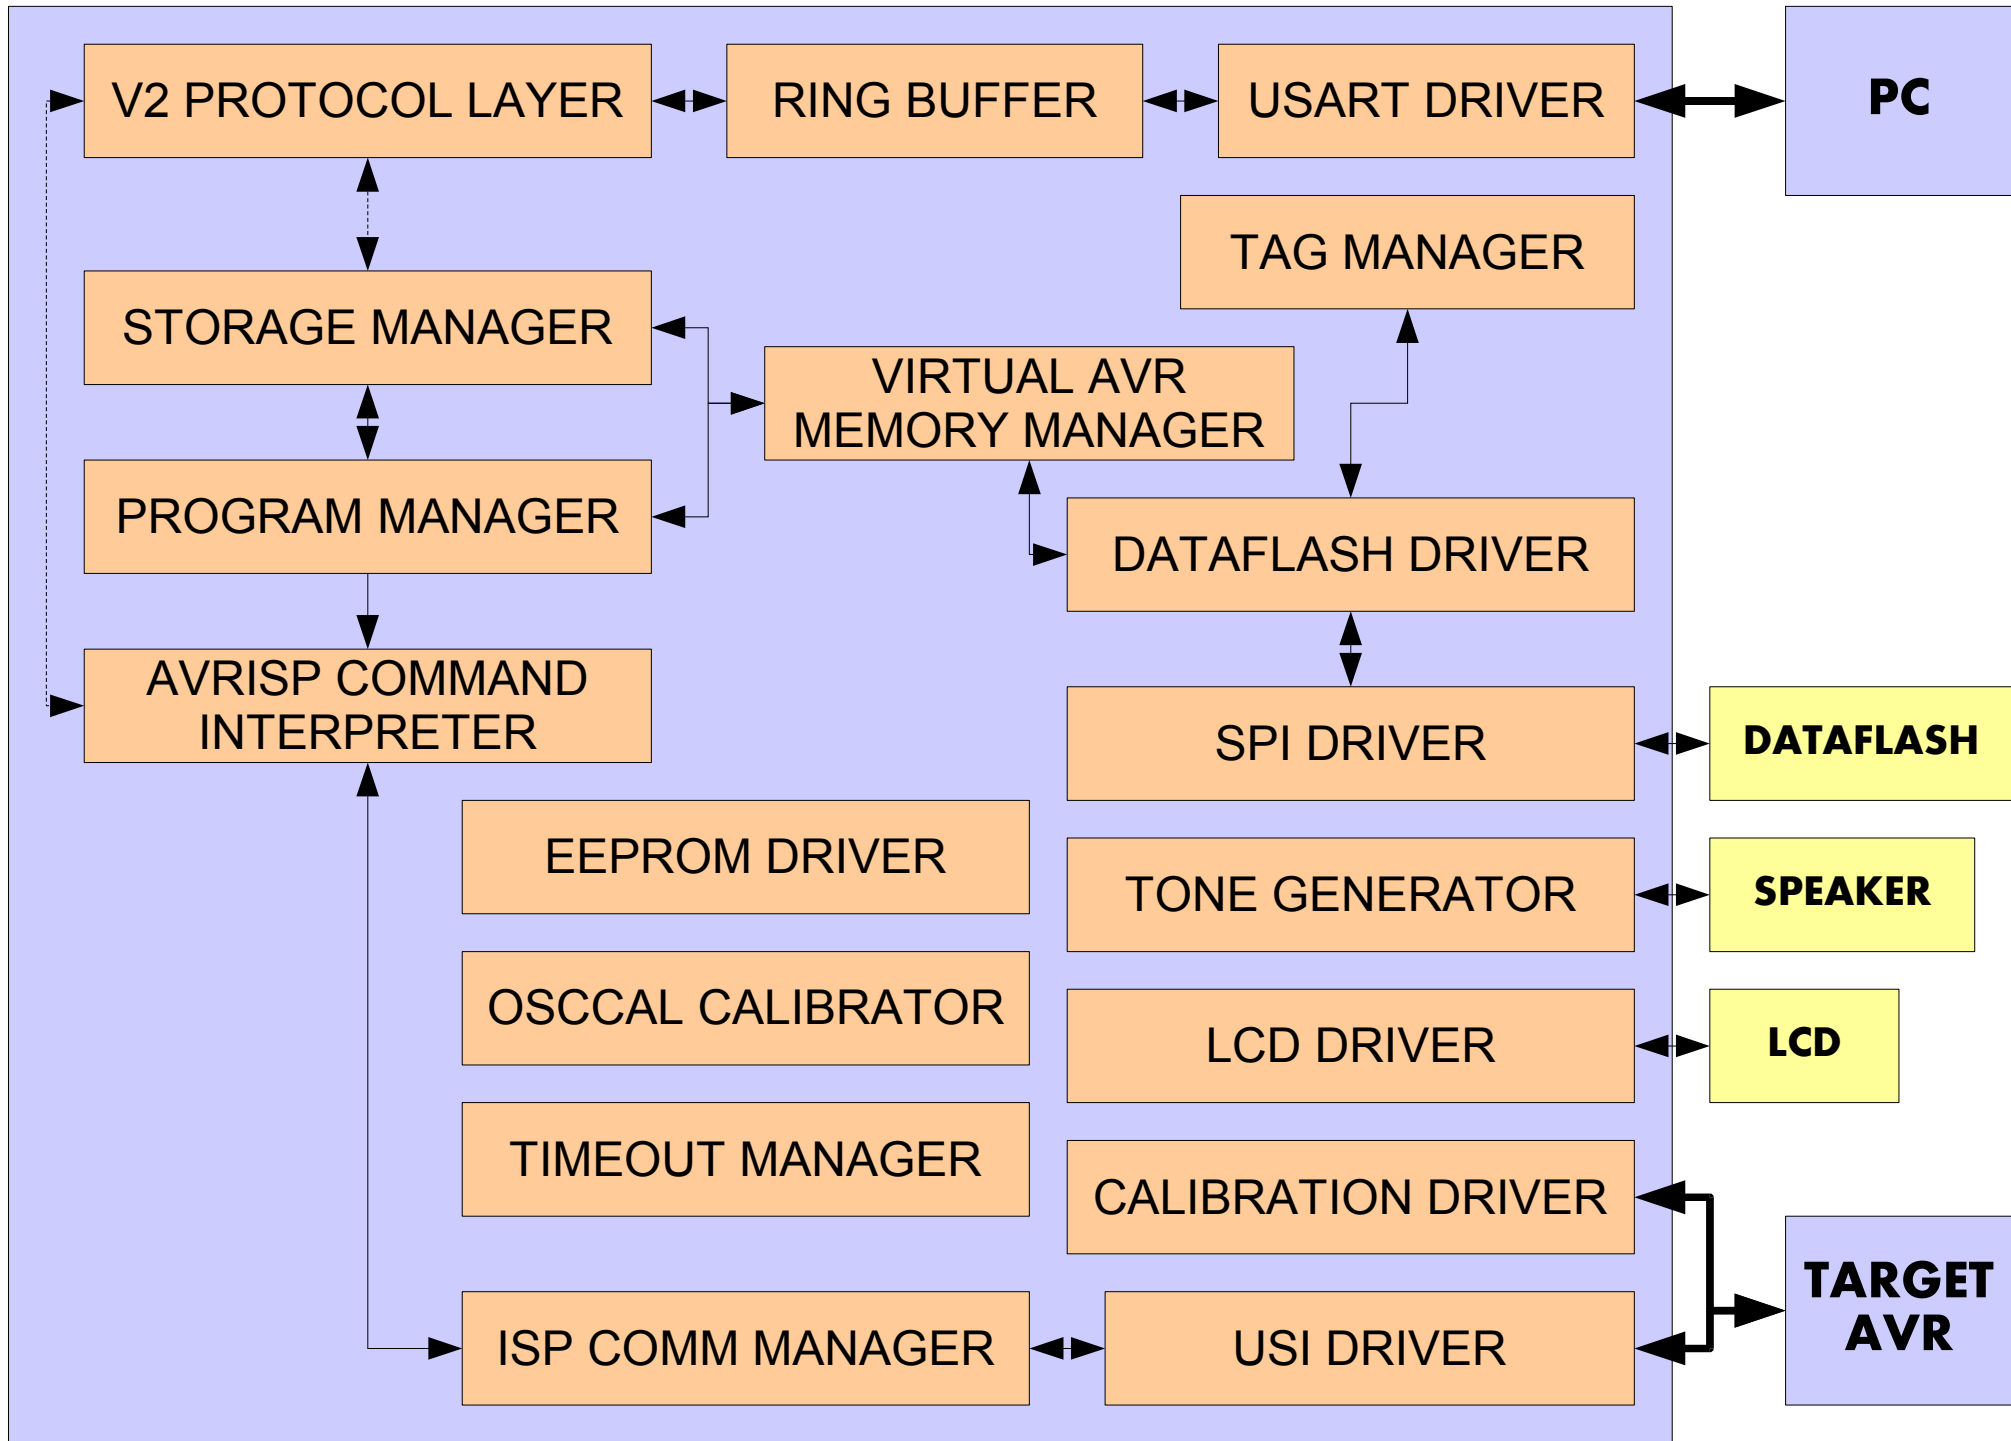 V2 PROTOCOL LAYER
RING BUFFER
USART DRIVER
PC
TAG MANAGER
STORAGE MANAGER
VIRTUAL AVR
MEMORY MANAGER
PROGRAM MANAGER
DATAFLASH DRIVER
AVRISP COMMAND
INTERPRETER
SPI DRIVER
DATAFLASH
EEPROM DRIVER
TONE GENERATOR
SPEAKER
OSCCAL CALIBRATOR
LCD DRIVER
LCD
TIMEOUT MANAGER
CALIBRATION DRIVER
TARGET
AVR
ISP COMM MANAGER
USI DRIVER